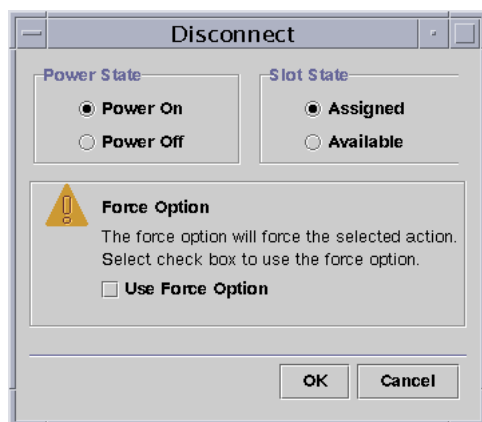 Disconnect
Power State
Power On
Power Off
Slot State
Assigned
Available
Force Option
The force option will force the selected action.
Select check box to use the force option.
Use Force Option
OK
Cancel